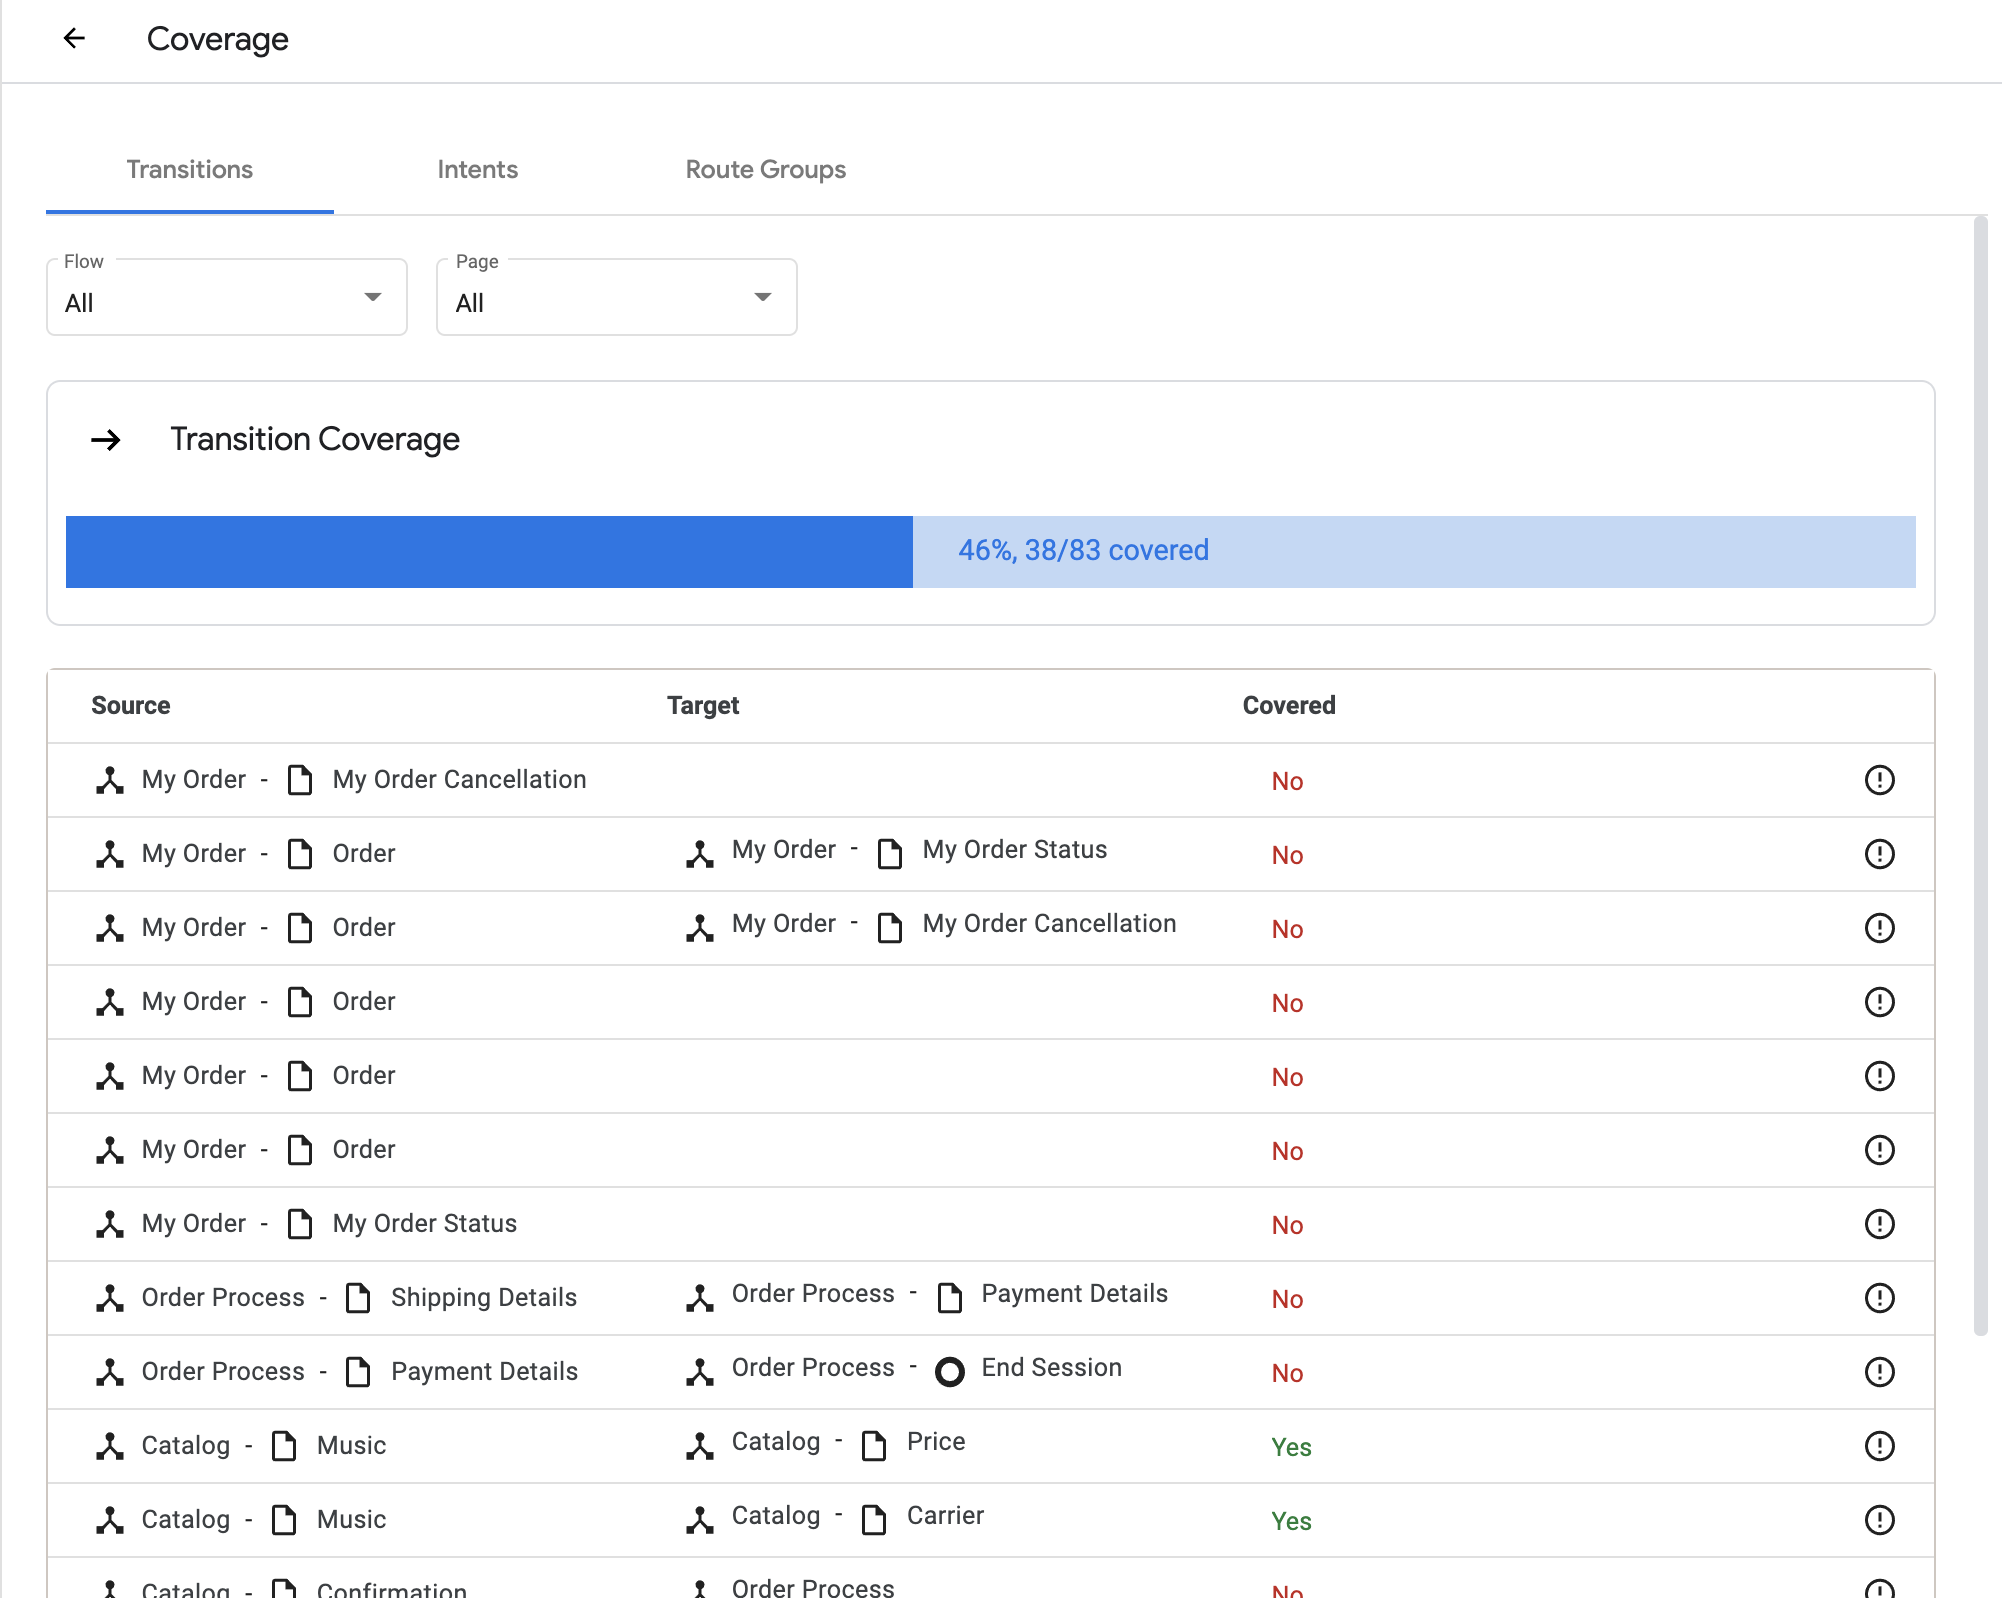 Coverage
Transitions Intents Route Groups
Flow Page
All All
Transition Coverage
46%, 38/83 covered
Source Target Covered
My Order - My Order Cancellation No
My Order - Order My Order - My Order Status No
My Order - Order My Order - My Order Cancellation No
My Order - Order No
My Order - Order No
My Order - Order No
My Order - My Order Status No
Order Process - Shipping Details Order Process - Payment Details No
Order Process - Payment Details Order Process - End Session No
Catalog - Music Catalog - Price Yes
Catalog - Music Catalog - Carrier Yes
Catalog - Confirmation Order Process No